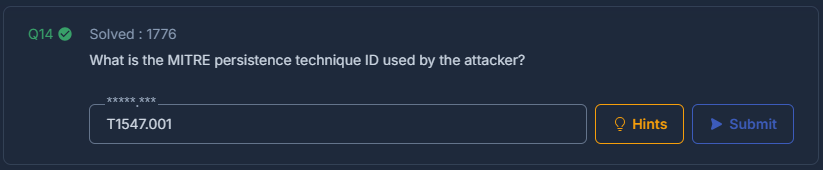 Q14 Solved : 1776
What is the MITRE persistence technique ID used by the attacker?
*****.***
T1547.001 Hints Submit